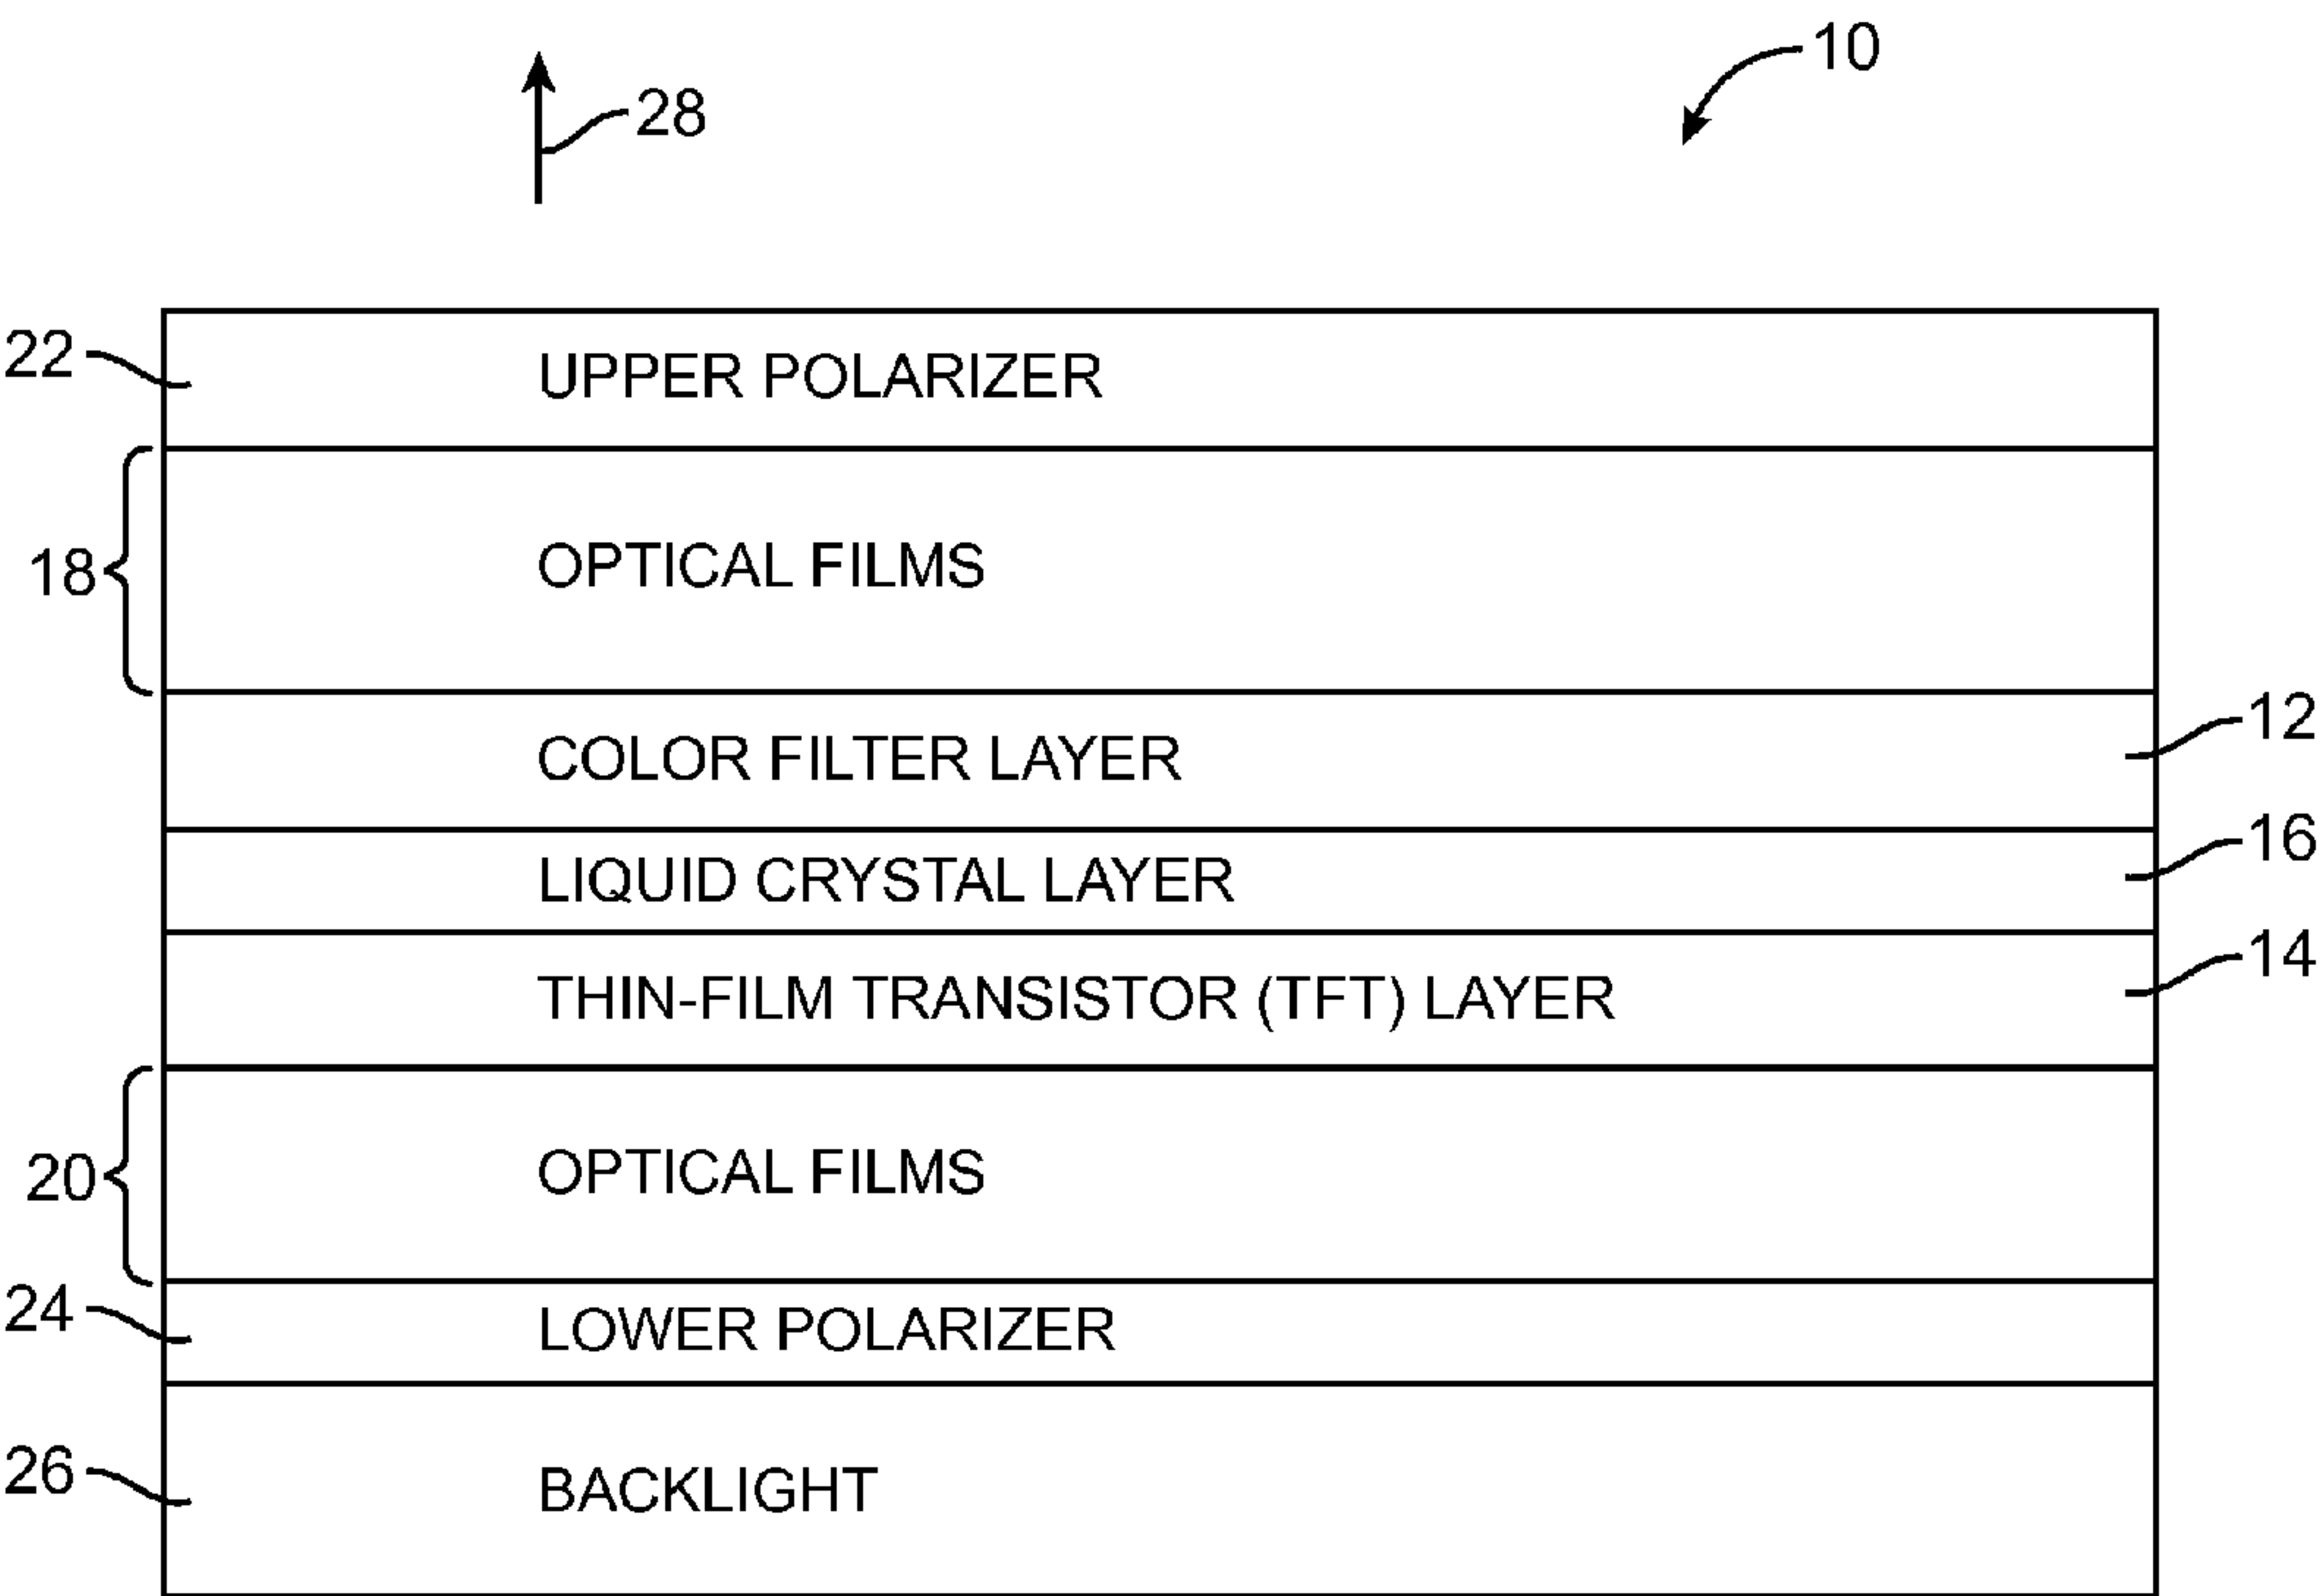 10
28
22
UPPER POLARIZER
18
OPTICAL FILMS
COLOR FILTER LAYER
12
LIQUID CRYSTAL LAYER
16
THIN-FILM TRANSISTOR (TFT) LAYER
14
20
OPTICAL FILMS
24
LOWER POLARIZER
26
BACKLIGHT